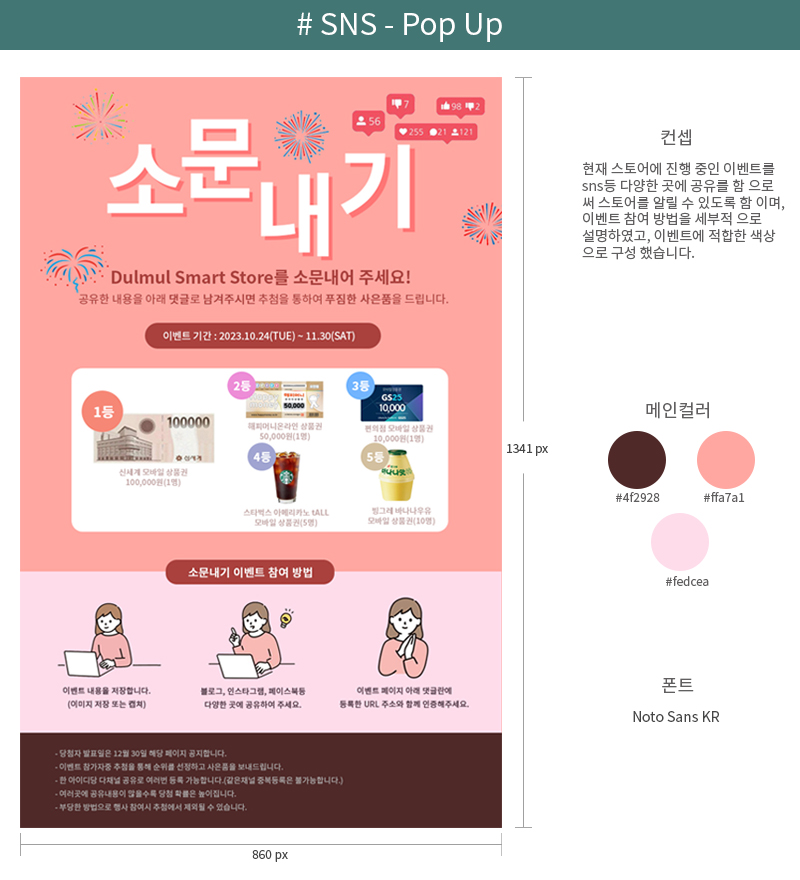 # SNS - Pop Up
7
98 2
56
255 21 121
소문내기
Dulmul Smart Store를 소문내어 주세요!
공유한 내용을 아래 댓글로 남겨주시면 추첨을 통하여 푸짐한 사은품을 드립니다.
이벤트 기간 : 2023.10.24(TUE) ~ 11.30(SAT)
1등
100000
신세계 모바일 상품권
100,000원(1명)
2등
50,000
해피머니온라인 상품권
50,000원(1명)
3등
GS25
10,000
편의점 모바일 상품권
10,000원(1명)
4등
스타벅스 아메리카노 tALL
모바일 상품권(5명)
5등
바나나맛
빙그레 바나나우유
모바일 상품권(10명)
소문내기 이벤트 참여 방법
이벤트 내용을 저장합니다.
(이미지 저장 또는 캡쳐)
블로그, 인스타그램, 페이스북등
다양한 곳에 공유하여 주세요.
이벤트 페이지 아래 댓글란에
등록한 URL 주소와 함께 인증해주세요.
- 당첨자 발표일은 12월 30일 해당 페이지 공지합니다.
- 이벤트 참가자중 추첨을 통해 순위를 선정하고 사은품을 보내드립니다.
- 한 아이디당 다채널 공유로 여러번 등록 가능합니다.(같은채널 중복등록은 불가능합니다.)
- 여러곳에 공유내용이 많을수록 당첨 확률은 높이집니다.
- 부당한 방법으로 행사 참여시 추첨에서 제외될 수 있습니다.
1341 px
860 px
컨셉
현재 스토어에 진행 중인 이벤트를
sns등 다양한 곳에 공유를 함 으로
써 스토어를 알릴 수 있도록 함 이며,
이벤트 참여 방법을 세부적 으로
설명하였고, 이벤트에 적합한 색상
으로 구성 했습니다.
메인컬러
#4f2928
#ffa7a1
#fedcea
폰트
Noto Sans KR